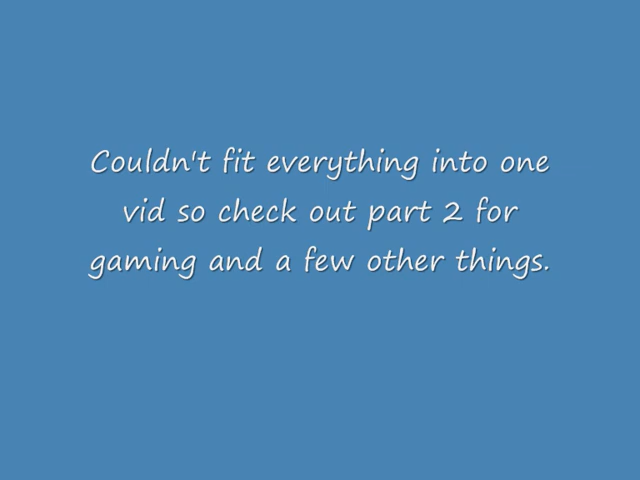 Couldn't fit everything into one
vid so check out part 2 for
gaming and a few other things.